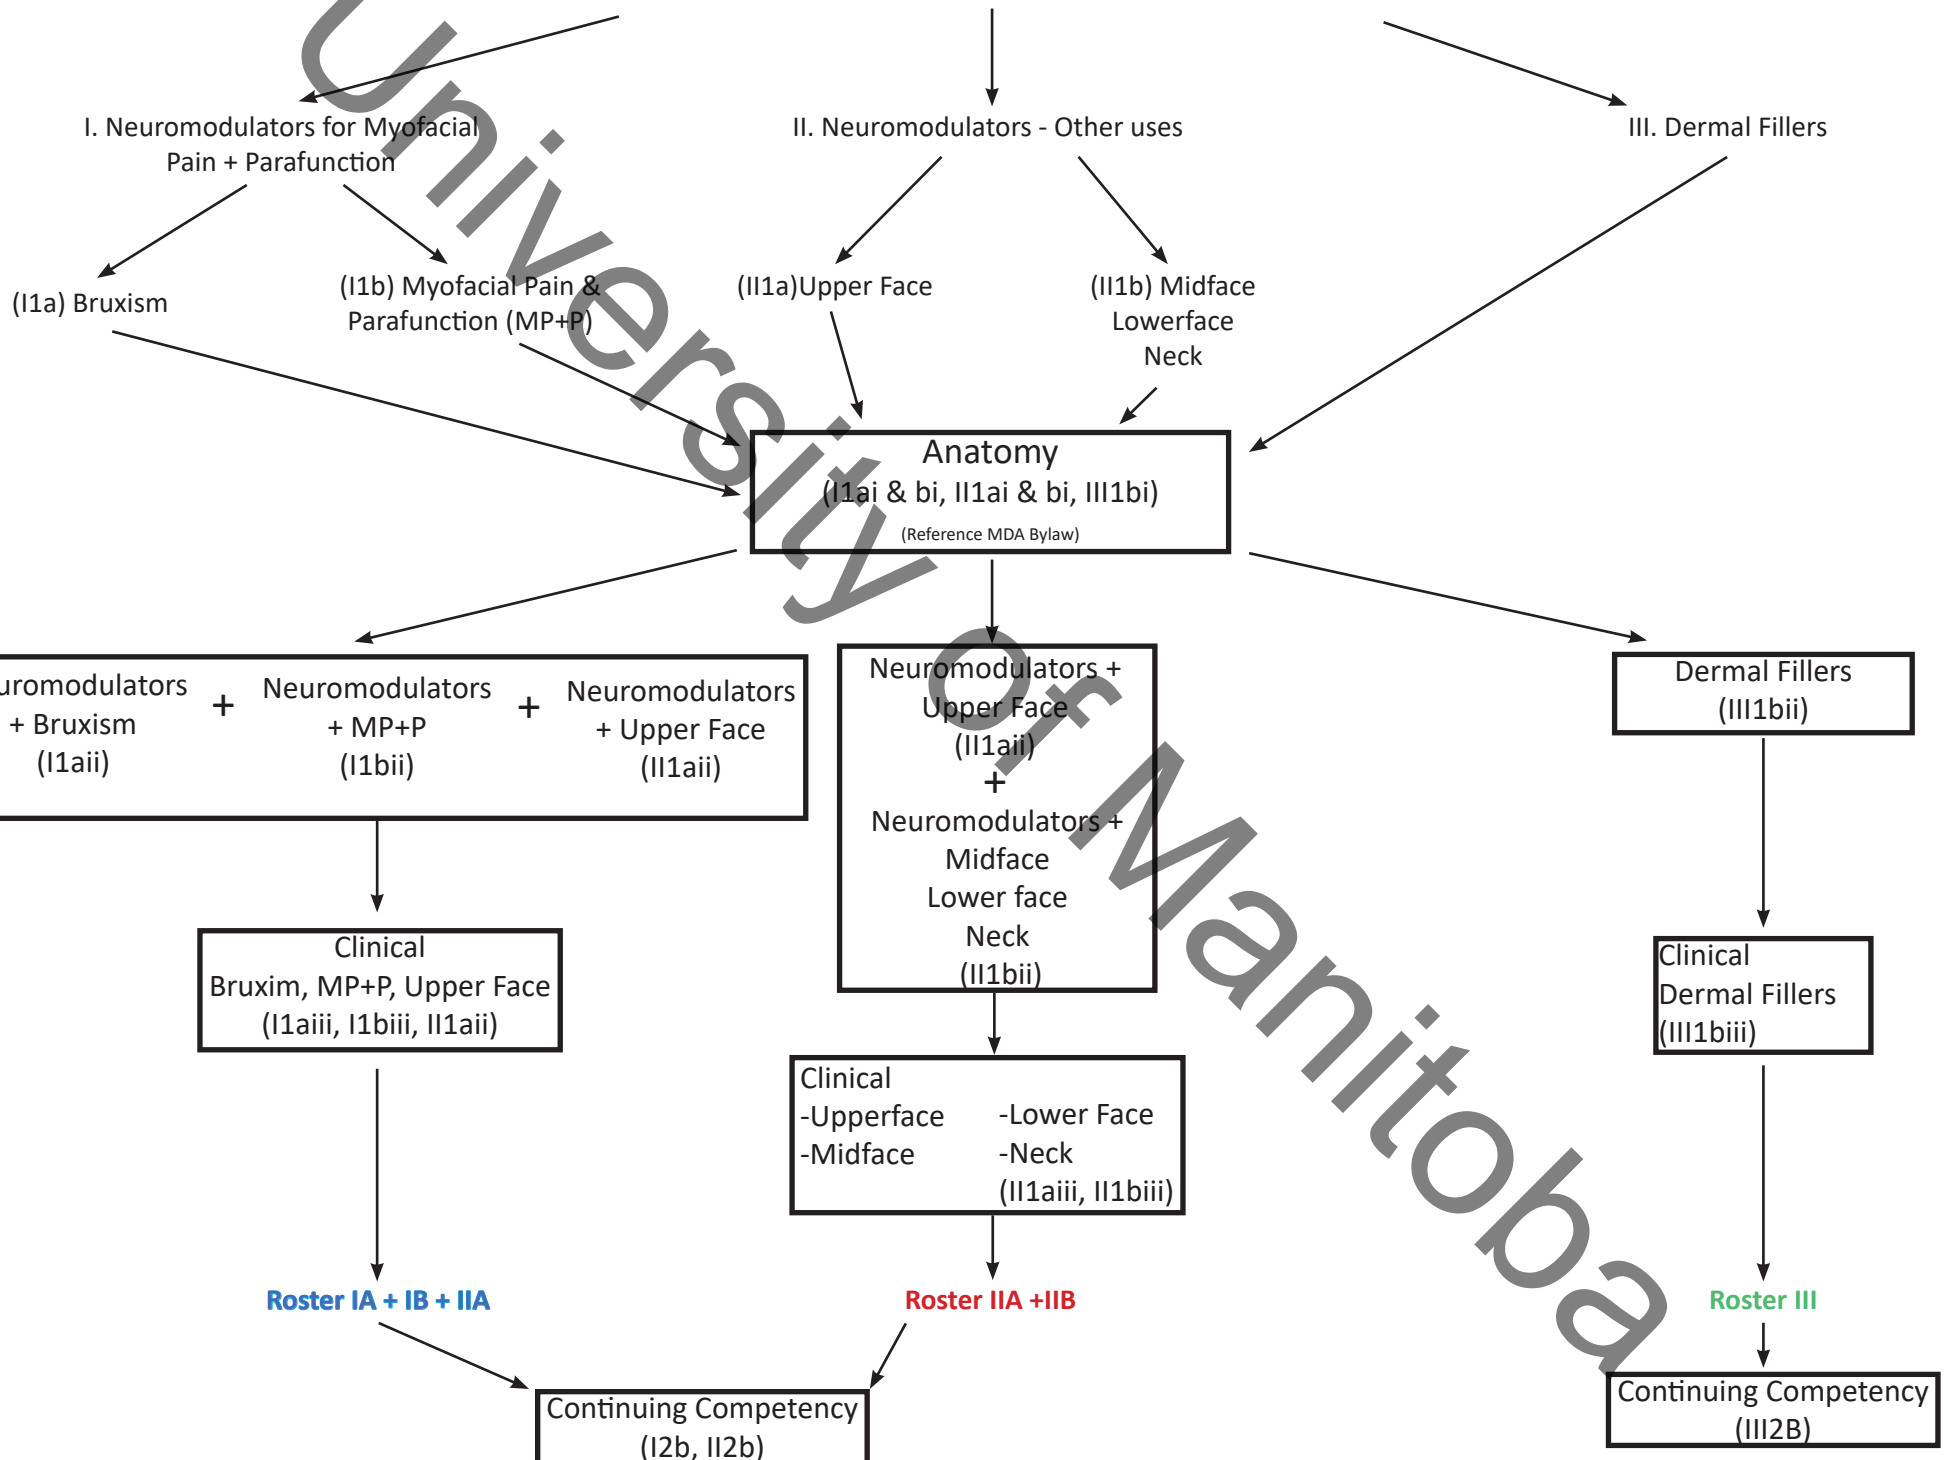 I. Neuromodulators for Myofacial
Pain + Parafunction
II. Neuromodulators - Other uses
III. Dermal Fillers
(I1a) Bruxism
(I1b) Myofacial Pain &
Parafunction (MP+P)
(II1a)Upper Face
(II1b) Midface
Lowerface
Neck
Anatomy
(I1ai & bi, II1ai & bi, III1bi)
(Reference MDA Bylaw)
uromodulators
+ Bruxism
(I1aii)
+
Neuromodulators
+ MP+P
(I1bii)
+
Neuromodulators
+ Upper Face
(II1aii)
Neuromodulators +
Upper Face
(II1aii)
+
Neuromodulators +
Midface
Lower face
Neck
(II1bii)
Dermal Fillers
(III1bii)
Clinical
Bruxim, MP+P, Upper Face
(I1aiii, I1biii, II1aii)
Clinical
-Upperface
-Midface
-Lower Face
-Neck
(II1aiii, II1biii)
Clinical
Dermal Fillers
(III1biii)
Roster IA + IB + IIA
Roster IIA +IIB
Roster III
Continuing Competency
(I2b, II2b)
Continuing Competency
(III2B)
University of Manitoba